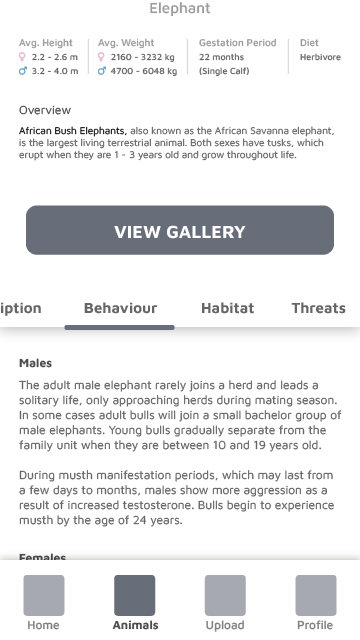 Elephant
Avg. Height
Avg. Weight
Gestation Period
Diet
2.2 - 2.6 m
2160 - 3232 kg
22 months
Herbivore
3.2 - 4.0 m
4700 - 6048 kg
(Single Calf)
Overview
African Bush Elephants, also known as the African Savanna elephant,
is the largest living terrestrial animal. Both sexes have tusks, which
erupt when they are 1 - 3 years old and grow throughout life.
VIEW GALLERY
iption
Behaviour
Habitat
Threats
Males
The adult male elephant rarely joins a herd and leads a
solitary life, only approaching herds during mating season.
In some cases adult bulls will join a small bachelor group of
male elephants. Young bulls gradually separate from the
family unit when they are between 10 and 19 years old.
During musth manifestation periods, which may last from
a few days to months, males show more aggression as a
result of increased testosterone. Bulls begin to experience
musth by the age of 24 years.
Females
Home
Animals
Upload
Profile